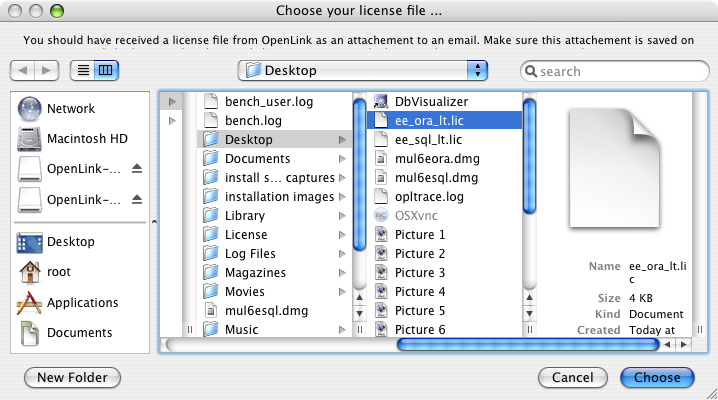 Choose your license file ...
You should have received a license file from OpenLink as an attachement to an email. Make sure this attachement is saved on
Desktop
search
Network
Macintosh HD
OpenLink-...
OpenLink-...
Desktop
root
Applications
Documents
bench_user.log
bench.log
Desktop
Documents
install s... captures
installation images
Library
License
Log Files
Magazines
Movies
mul6esql.dmg
Music
DbVisualizer
ee_ora_lt.lic
ee_sql_lt.lic
mul6eora.dmg
mul6esql.dmg
opltrace.log
OSXvnc
Picture 1
Picture 2
Picture 3
Picture 4
Picture 5
Picture 6
Name ee_ora_lt.li
c
Size 4 KB
Kind Document
Created Today at
New Folder
Cancel
Choose